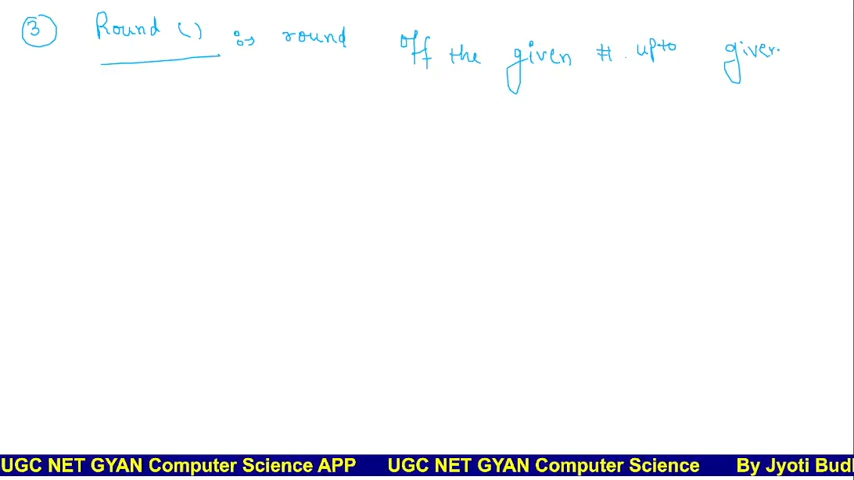 ③ Round () :→ round off the given #. upto given
UGC NET GYAN Computer Science APP UGC NET GYAN Computer Science By Jyoti Bud